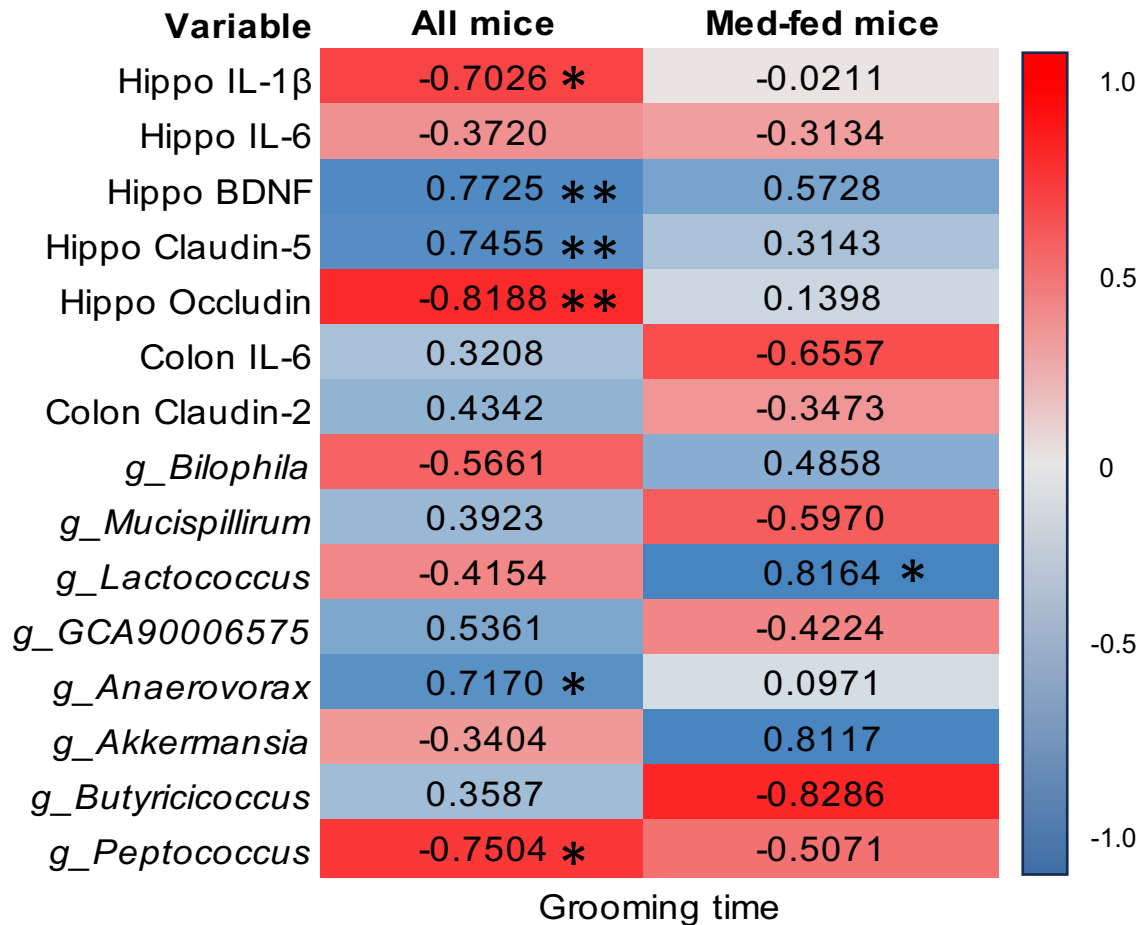 Variable All mice Med-fed mice
Hippo IL-1β -0.7026 * -0.0211
Hippo IL-6 -0.3720 -0.3134
Hippo BDNF 0.7725 ** 0.5728
Hippo Claudin-5 0.7455 ** 0.3143
Hippo Occludin -0.8188 ** 0.1398
Colon IL-6 0.3208 -0.6557
Colon Claudin-2 0.4342 -0.3473
g_Bilophila -0.5661 0.4858
g_Mucispillirum 0.3923 -0.5970
g_Lactococcus -0.4154 0.8164 *
g_GCA90006575 0.5361 -0.4224
g_Anaerovorax 0.7170 * 0.0971
g_Akkermansia -0.3404 0.8117
g_Butyricicoccus 0.3587 -0.8286
g_Peptococcus -0.7504 * -0.5071
Grooming time
1.0
0.5
0
-0.5
-1.0